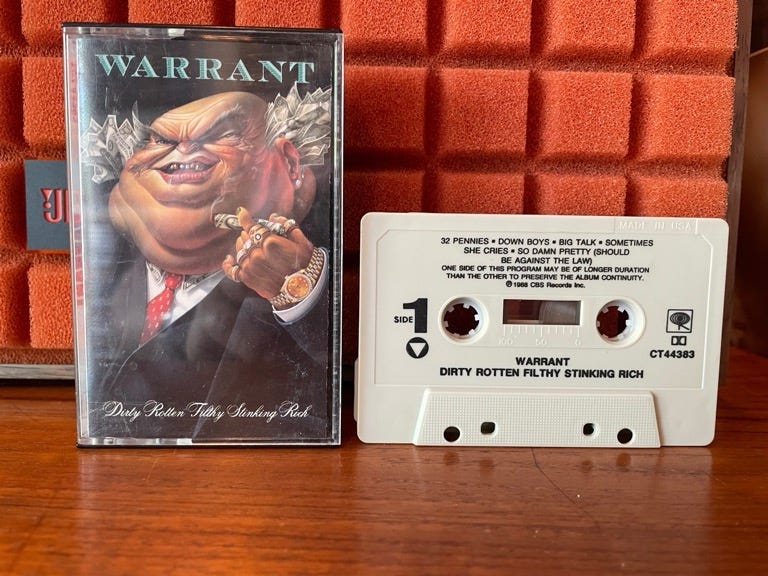 WARRANT
Dirty Rotten Filthy Stinking Rich
MADE IN USA
32 PENNIES ▪ DOWN BOYS ▪ BIG TALK ▪ SOMETIMES
SHE CRIES ▪ SO DAMN PRETTY (SHOULD
BE AGAINST THE LAW)
ONE SIDE OF THIS PROGRAM MAY BE OF LONGER DURATION
THAN THE OTHER TO PRESERVE THE ALBUM CONTINUITY.
℗ 1988 CBS Records Inc.
SIDE 1
100 50 0
CT44383
WARRANT
DIRTY ROTTEN FILTHY STINKING RICH